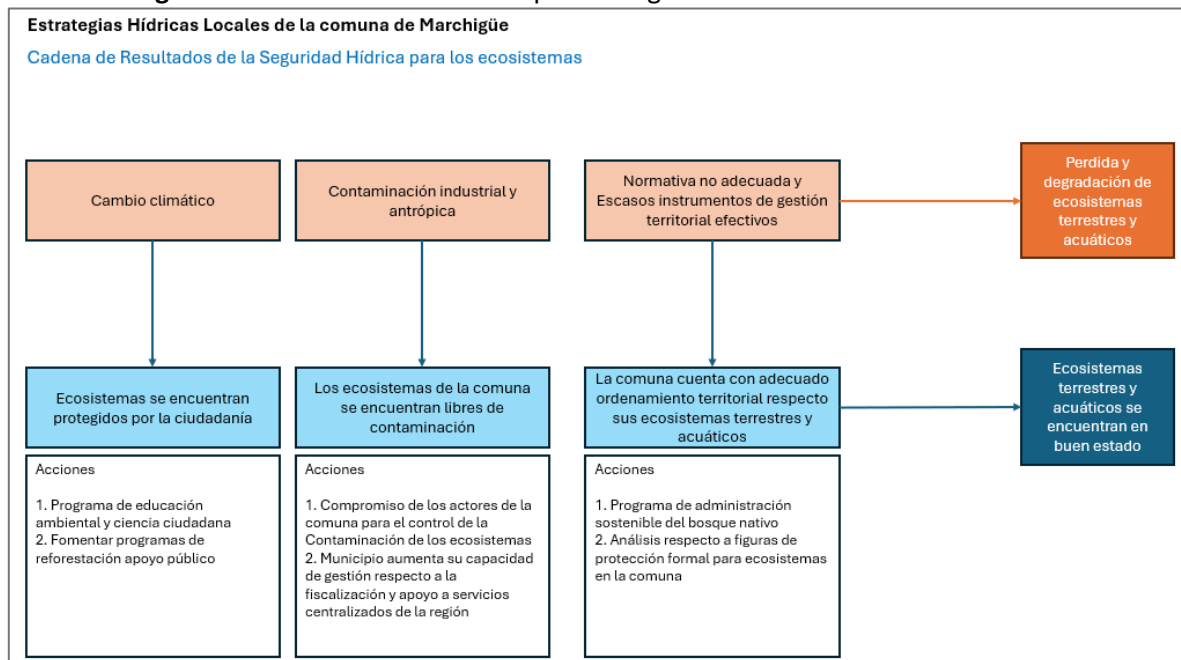 Estrategias Hídricas Locales de la comuna de Marchigüe
Cadena de Resultados de la Seguridad Hídrica para los ecosistemas
Cambio climático
Contaminación industrial y
antrópica
Normativa no adecuada y
Escasos instrumentos de gestión
territorial efectivos
Perdida y
degradación de
ecosistemas
terrestres y
acuáticos
Ecosistemas se encuentran
protegidos por la ciudadanía
Los ecosistemas de la comuna
se encuentran libres de
contaminación
La comuna cuenta con adecuado
ordenamiento territorial respecto
sus ecosistemas terrestres y
acuáticos
Ecosistemas
terrestres y
acuáticos se
encuentran en
buen estado
Acciones
1. Programa de educación
ambiental y ciencia ciudadana
2. Fomentar programas de
reforestación apoyo público
Acciones
1. Compromiso de los actores de la
comuna para el control de la
Contaminación de los ecosistemas
2. Municipio aumenta su capacidad
de gestión respecto a la
fiscalización y apoyo a servicios
centralizados de la región
Acciones
1. Programa de administración
sostenible del bosque nativo
2. Análisis respecto a figuras de
protección formal para ecosistemas
en la comuna